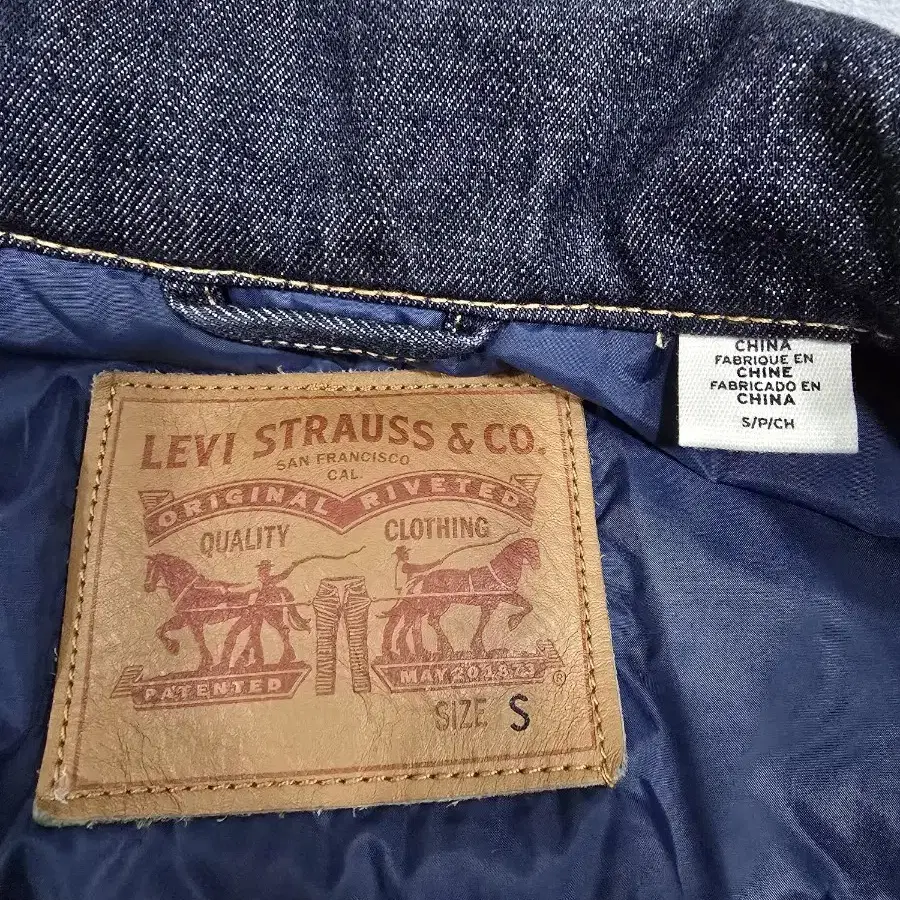 LEVI STRAUSS & CO.
SAN FRANCISCO
CAL.
ORIGINAL RIVETED
QUALITY CLOTHING
PATENTED MAY 20 1873
®
SIZE S
CHINA
FABRIQUE EN
CHINE
FABRICADO EN
CHINA
S/P/CH